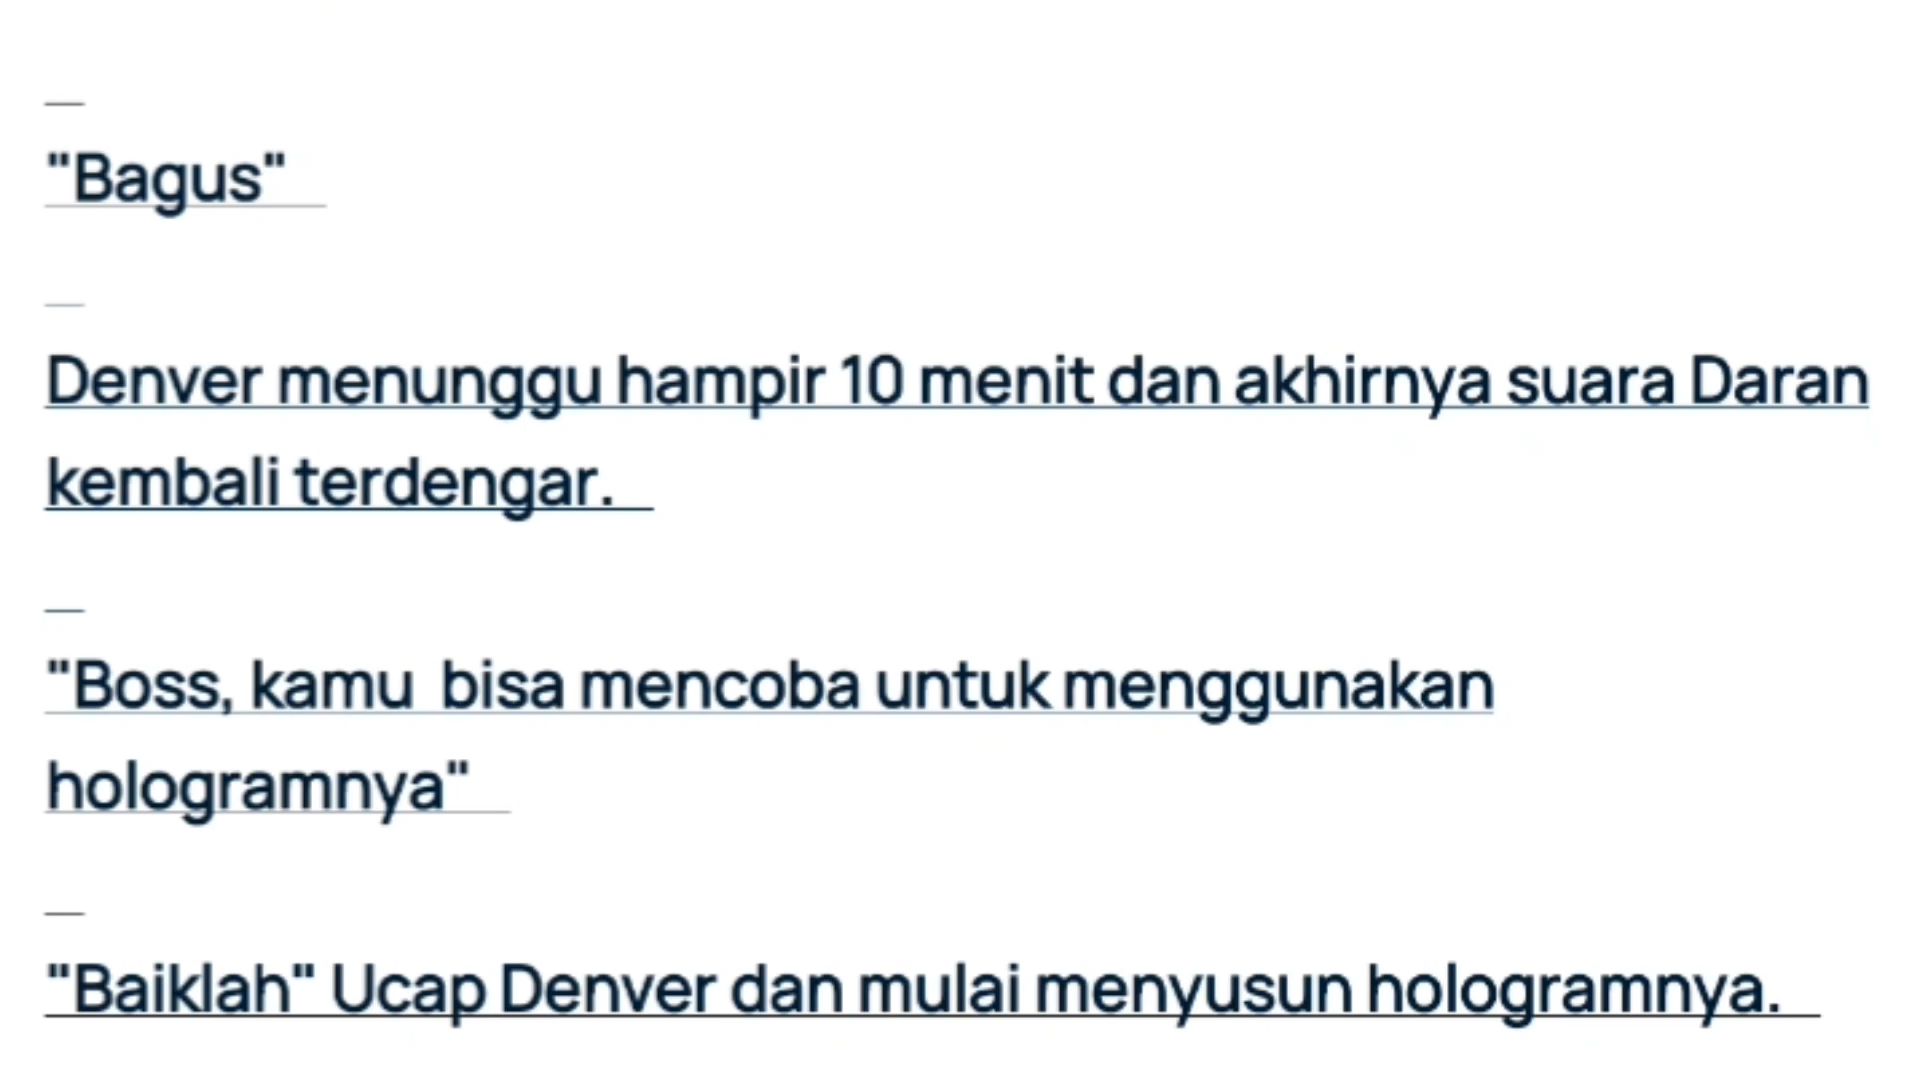 "Bagus"
Denver menunggu hampir 10 menit dan akhirnya suara Daran
kembali terdengar.
"Boss, kamu  bisa mencoba untuk menggunakan
hologramnya"
"Baiklah" Ucap Denver dan mulai menyusun hologramnya.